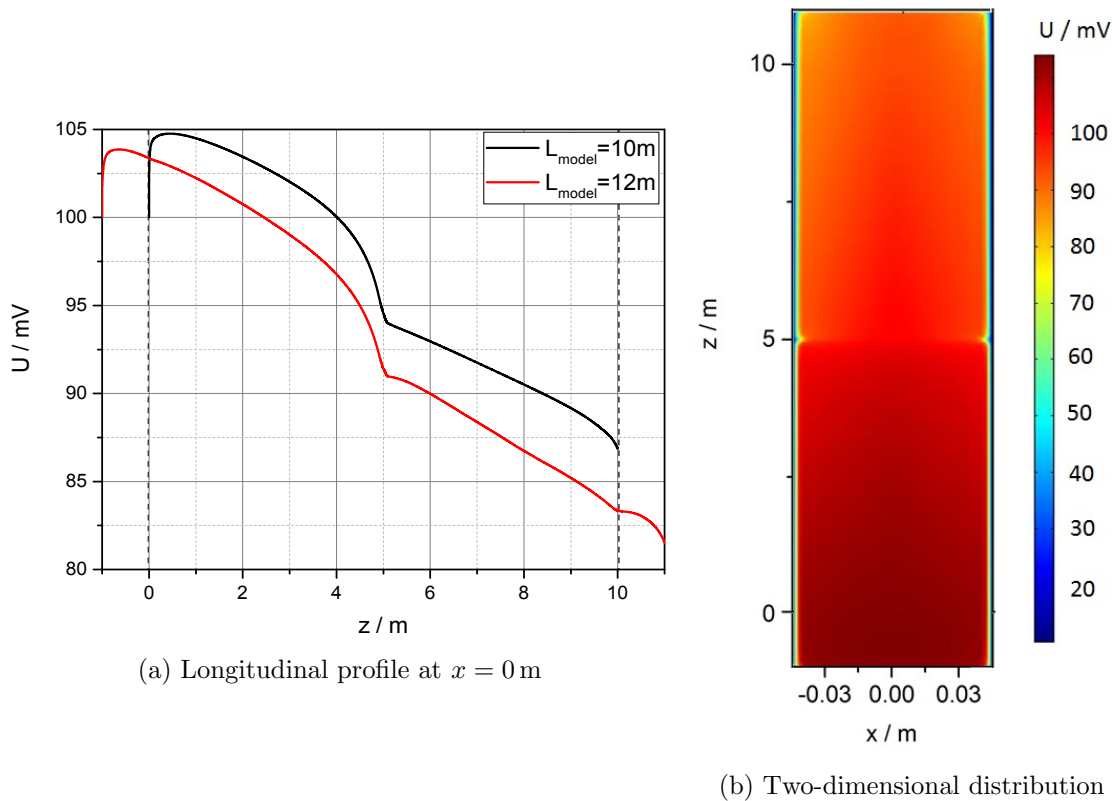 105
100
95
90
85
80
U / mV
0
2
4
6
8
10
z / m
L_model=10m
L_model=12m
(a) Longitudinal profile at x = 0 m
10
5
0
z / m
-0.03 0.00 0.03
x / m
U / mV
100
90
80
70
60
50
40
30
20
(b) Two-dimensional distribution